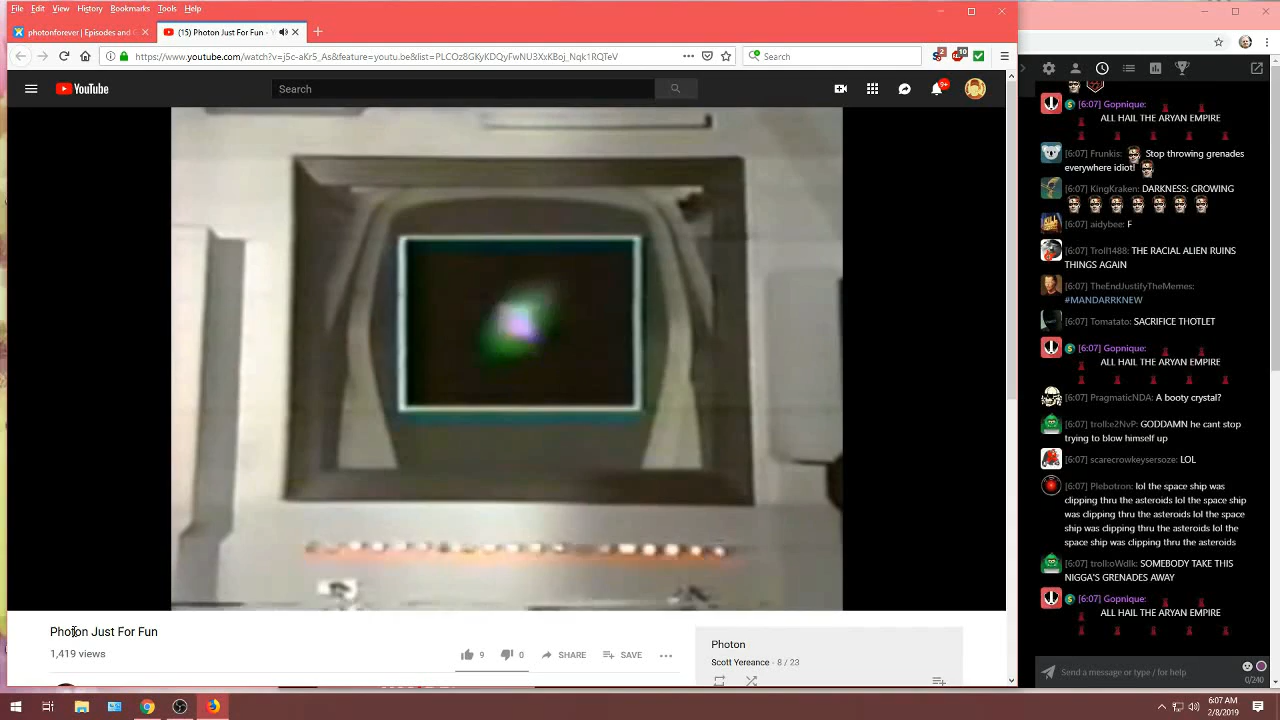 File Edit View History Bookmarks Tools Help
photonforever | Episodes and
(15) Photon Just For Fun - Y
https://www.youtube.com/watch?v=j5c-aKr5_As&feature=youtu.be&list=PLCOz8GKyKDQyFwNU3XxKBoj_Nqk1RQTeV
Search
2
10
YouTube
Search
9+
[6:07] Gopnique:
ALL HAIL THE ARYAN EMPIRE
[6:07] Frunkis: Stop throwing grenades
everywhere idiot!
[6:07] KingKraken: DARKNESS: GROWING
[6:07] aidybee: F
[6:07] Troll1488: THE RACIAL ALIEN RUINS
THINGS AGAIN
[6:07] TheEndJustifyTheMemes:
#MANDARRKNEW
[6:07] Tomatato: SACRIFICE THOTLET
[6:07] Gopnique:
ALL HAIL THE ARYAN EMPIRE
[6:07] PragmaticNDA: A booty crystal?
[6:07] troll:e2NvP: GODDAMN he cant stop
trying to blow himself up
[6:07] scarecrowkeysersoze: LOL
[6:07] Plebotron: lol the space ship was
clipping thru the asteroids lol the space ship
was clipping thru the asteroids lol the space
ship was clipping thru the asteroids lol the
space ship was clipping thru the asteroids
[6:07] troll:oWdlk: SOMEBODY TAKE THIS
NIGGA'S GRENADES AWAY
[6:07] Gopnique:
ALL HAIL THE ARYAN EMPIRE
Send a message or type / for help
0/240
Photon Just For Fun
1,419 views
9
0
SHARE
SAVE
Photon
Scott Yereance - 8 / 23
6:07 AM
2/8/2019